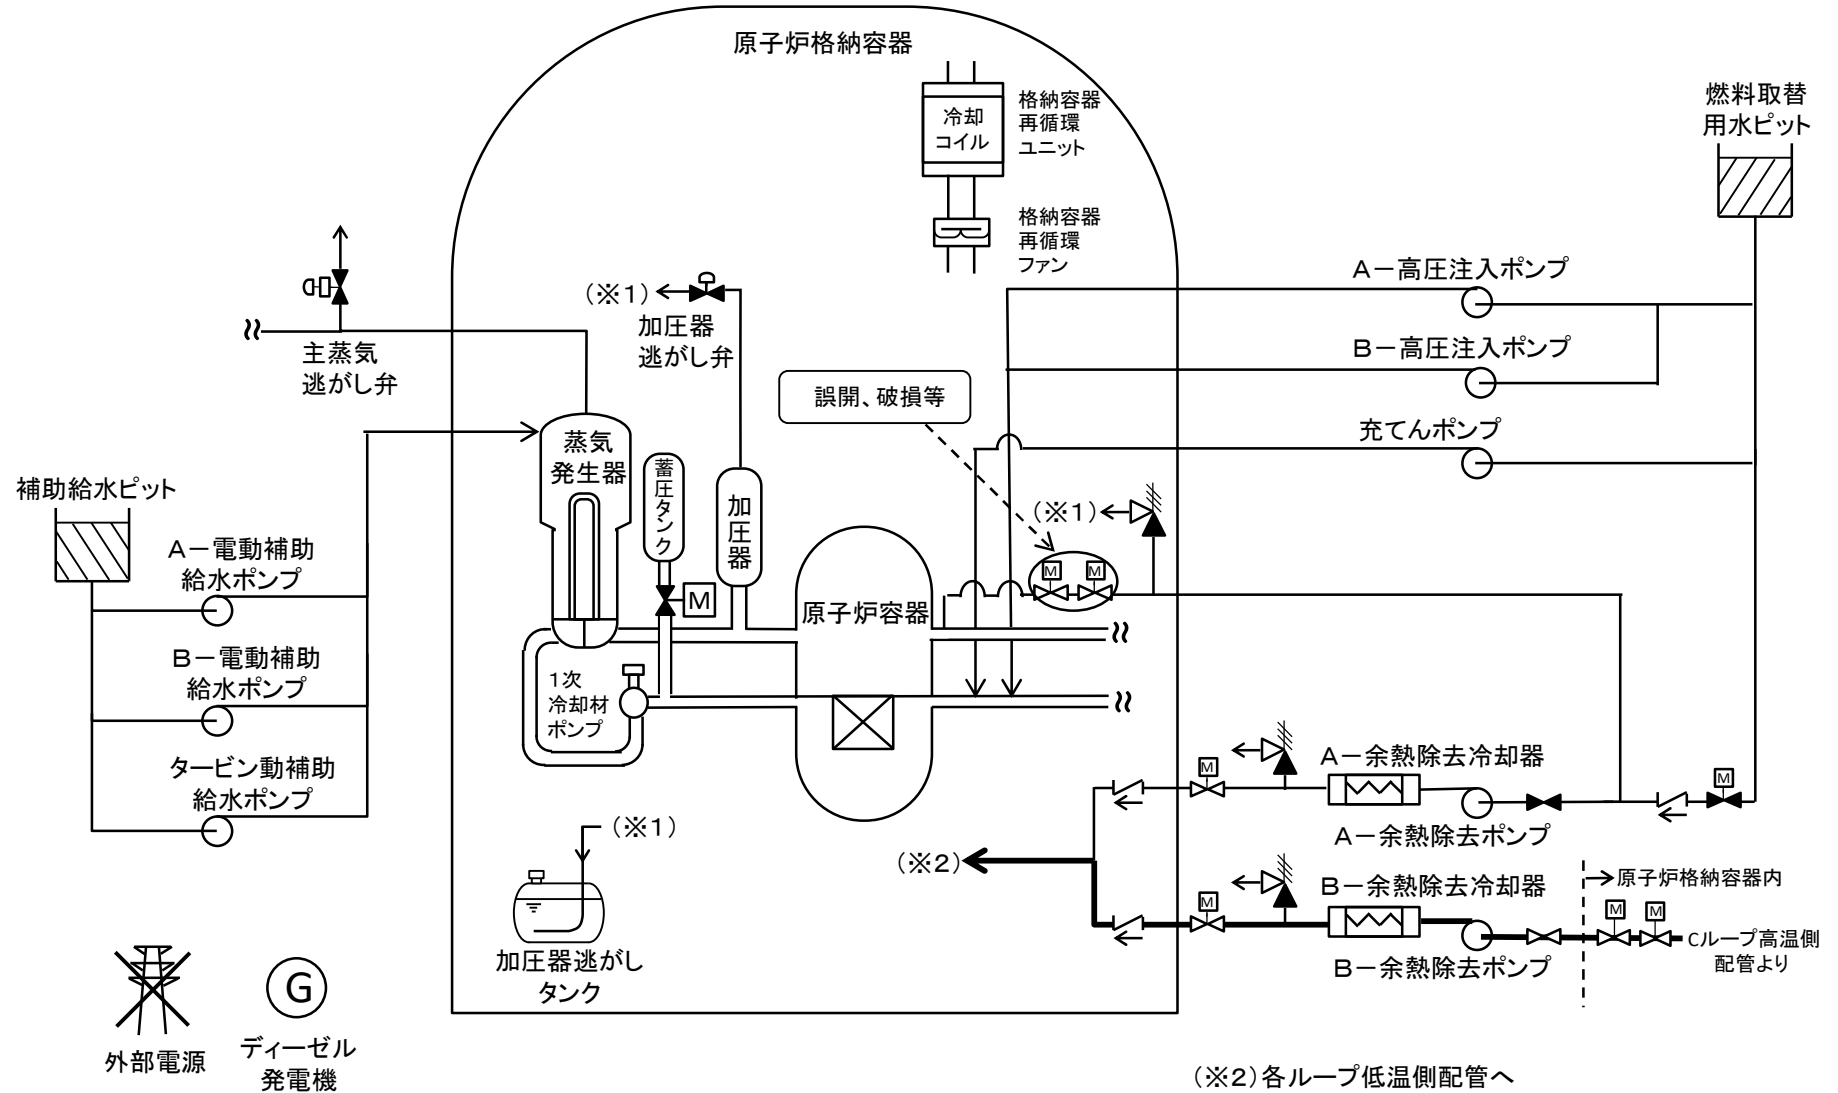 原子炉格納容器
冷却
コイル
格納容器
再循環
ユニット
格納容器
再循環
ファン
燃料取替
用水ピット
A－高圧注入ポンプ
B－高圧注入ポンプ
充てんポンプ
(※1)
加圧器
逃がし弁
主蒸気
逃がし弁
誤開、破損等
蒸気
発生器
蓄圧タンク
加圧器
(※1)
M
M
M
補助給水ピット
A－電動補助
給水ポンプ
B－電動補助
給水ポンプ
タービン動補助
給水ポンプ
原子炉容器
1次
冷却材
ポンプ
(※1)
加圧器逃がし
タンク
M
A－余熱除去冷却器
M
A－余熱除去ポンプ
(※2)
M
B－余熱除去冷却器
B－余熱除去ポンプ
原子炉格納容器内
M
M
Cループ高温側
配管より
外部電源
G
ディーゼル
発電機
(※2)各ループ低温側配管へ